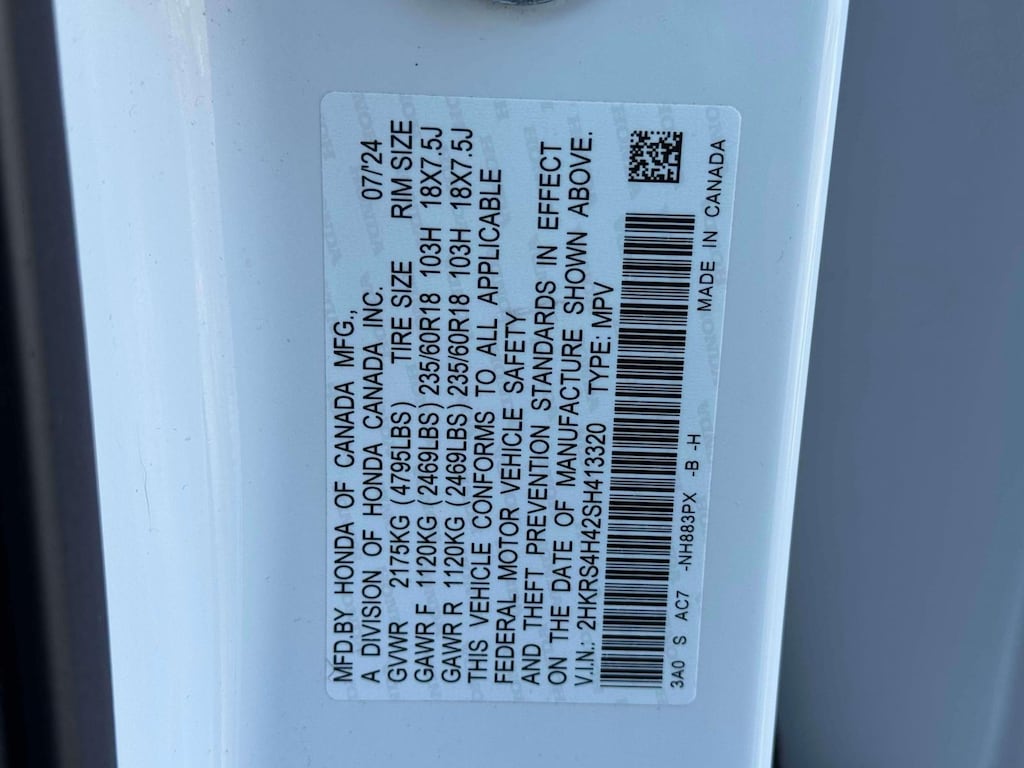 MFD.BY HONDA OF CANADA MFG.,
A DIVISION OF HONDA CANADA INC. 07/'24
GVWR 2175KG (4795LBS) TIRE SIZE RIM SIZE
GAWR F 1120KG (2469LBS) 235/60R18 103H 18X7.5J
GAWR R 1120KG (2469LBS) 235/60R18 103H 18X7.5J
THIS VEHICLE CONFORMS TO ALL APPLICABLE
FEDERAL MOTOR VEHICLE SAFETY
AND THEFT PREVENTION STANDARDS IN EFFECT
ON THE DATE OF MANUFACTURE SHOWN ABOVE.
V.I.N.: 2HKRS4H42SH413320 TYPE: MPV
3A0 S AC7 -NH883PX -B -H MADE IN CANADA